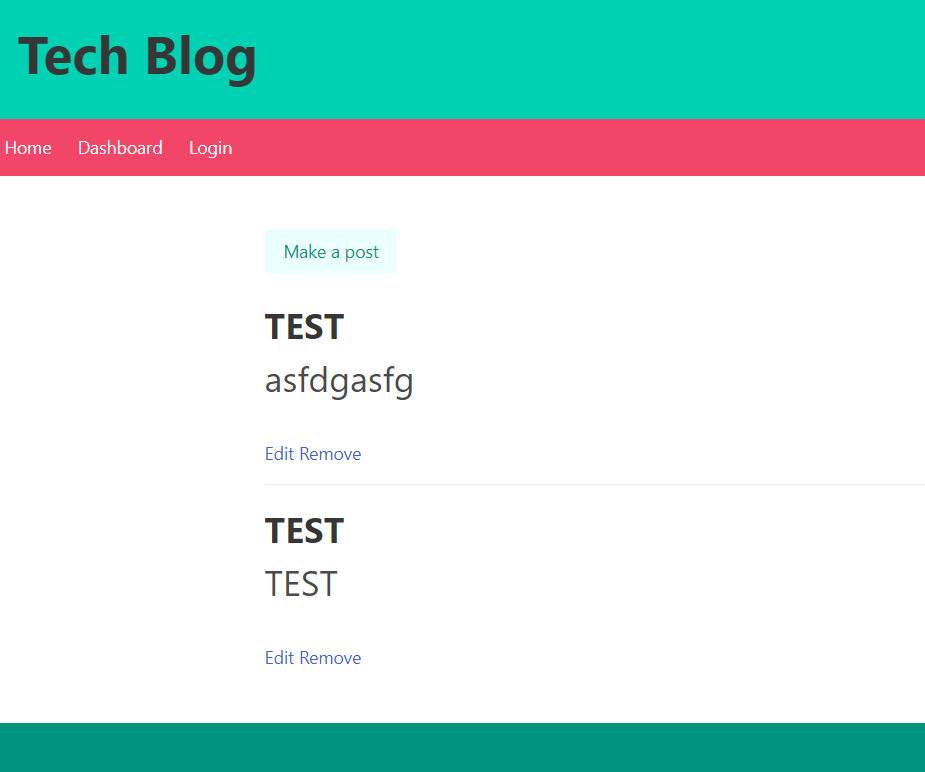 Tech Blog
Home Dashboard Login
Make a post
TEST
asfdgasfg
Edit Remove
TEST
TEST
Edit Remove